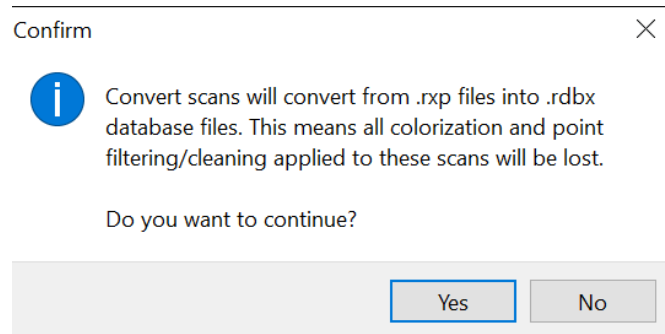 Confirm
Convert scans will convert from .rxp files into .rdbx
database files. This means all colorization and point
filtering/cleaning applied to these scans will be lost.
Do you want to continue?
Yes
No